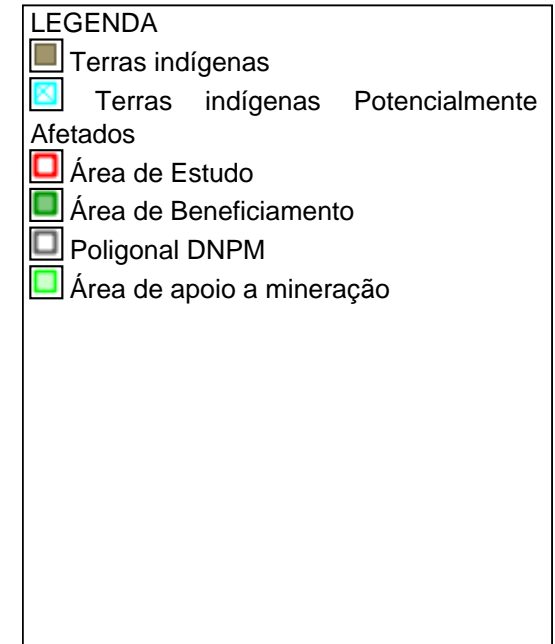 LEGENDA
Terras indígenas
Terras indígenas Potencialmente
Afetados
Área de Estudo
Área de Beneficiamento
Poligonal DNPM
Área de apoio a mineração